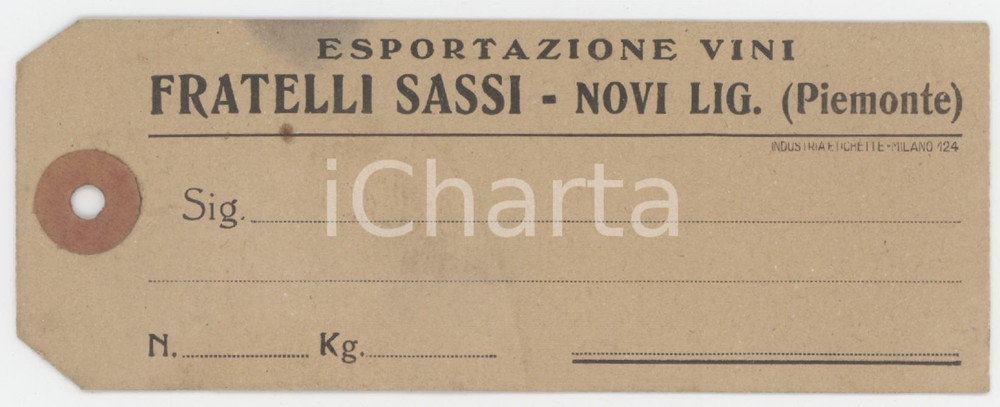 ESPORTAZIONE VINI
FRATELLI SASSI - NOVI LIG. (Piemonte)
INDUSTRIA ETICHETTE-MILANO 124
iCharta
Sig.
N. Kg.